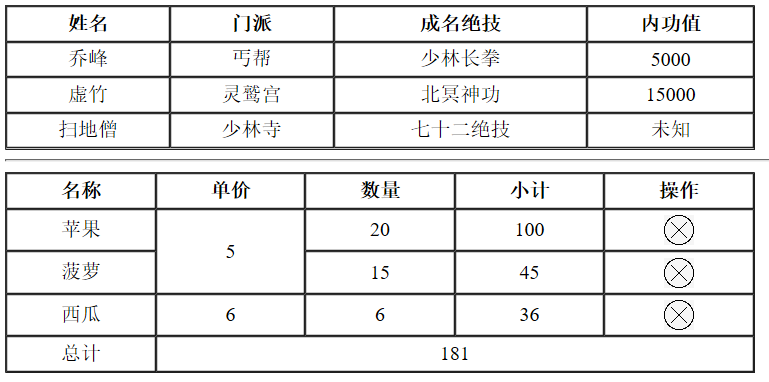 姓名 门派 成名绝技 内功值
乔峰 丐帮 少林长拳 5000
虚竹 灵鹫宫 北冥神功 15000
扫地僧 少林寺 七十二绝技 未知
名称 单价 数量 小计 操作
苹果 5 20 100
菠萝 15 45
西瓜 6 6 36
总计 181